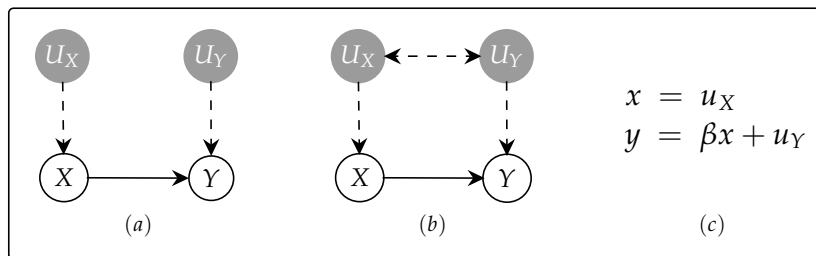 U_X U_Y U_X U_Y
x = u_X
y = βx + u_Y
X Y X Y
(a) (b) (c)